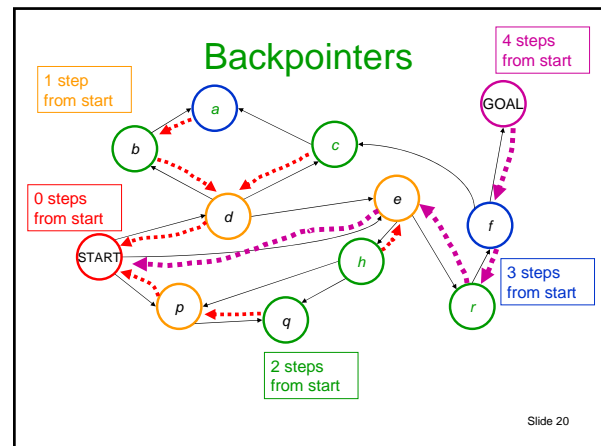 Backpointers
4 steps
from start
1 step
from start
a
GOAL
b
c
0 steps
from start
d
e
f
START
h
3 steps
from start
p
q
r
2 steps
from start
Slide 20